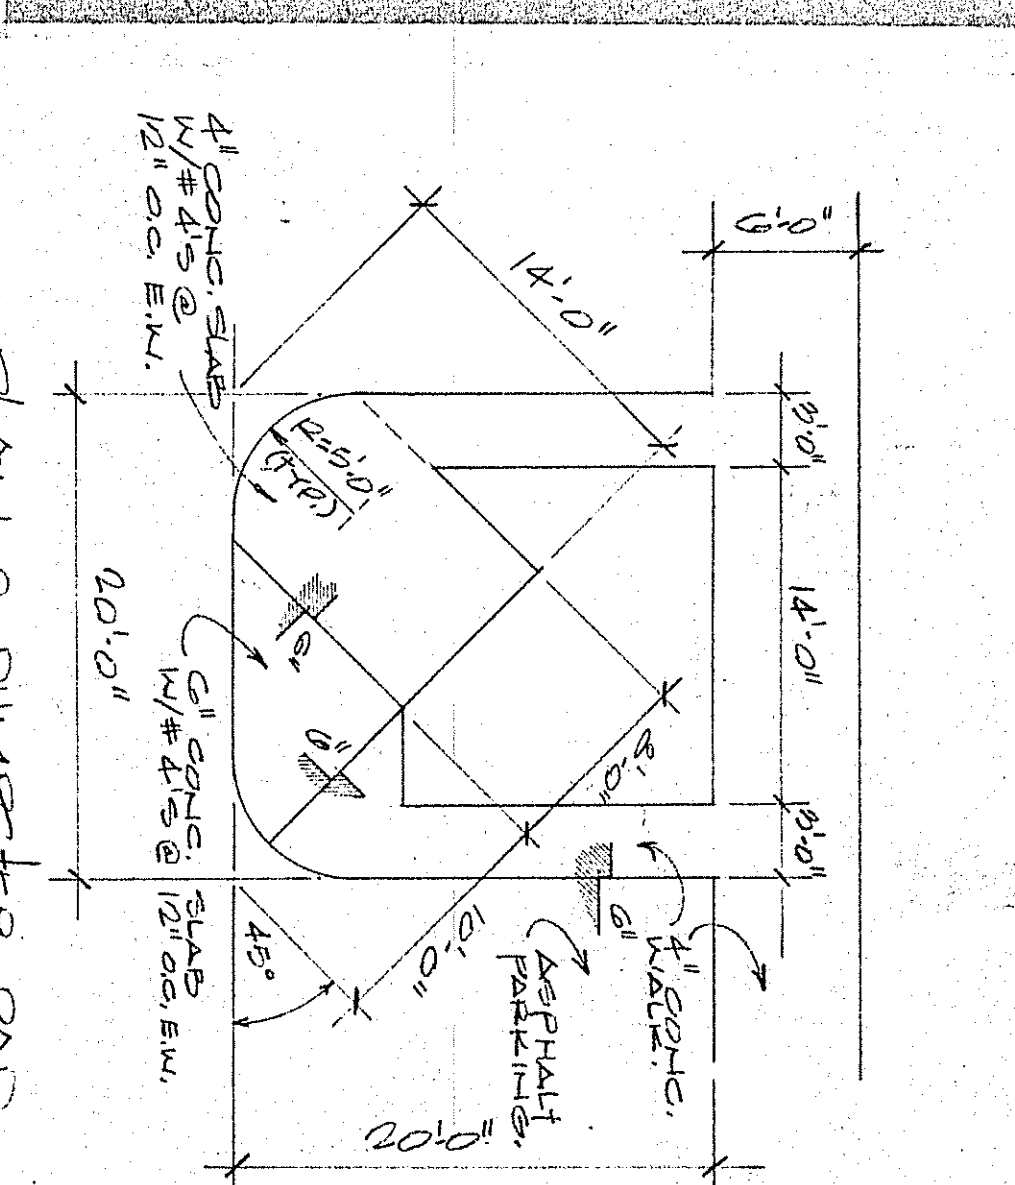 6'-0"
14'-0"
3'-0"
14'-0"
3'-0"
4" CONC. SLAB
W/#4'S @
12" O.C. E.W.
R=5'-0"
(TYP.)
20'-0"
6"
6"
6" CONC. SLAB
W/#4'S @ 12" O.C. E.W.
8'-0"
10'-0"
45°
6"
4" CONC.
WALK.
ASPHALT
PARKING.
20'-0"